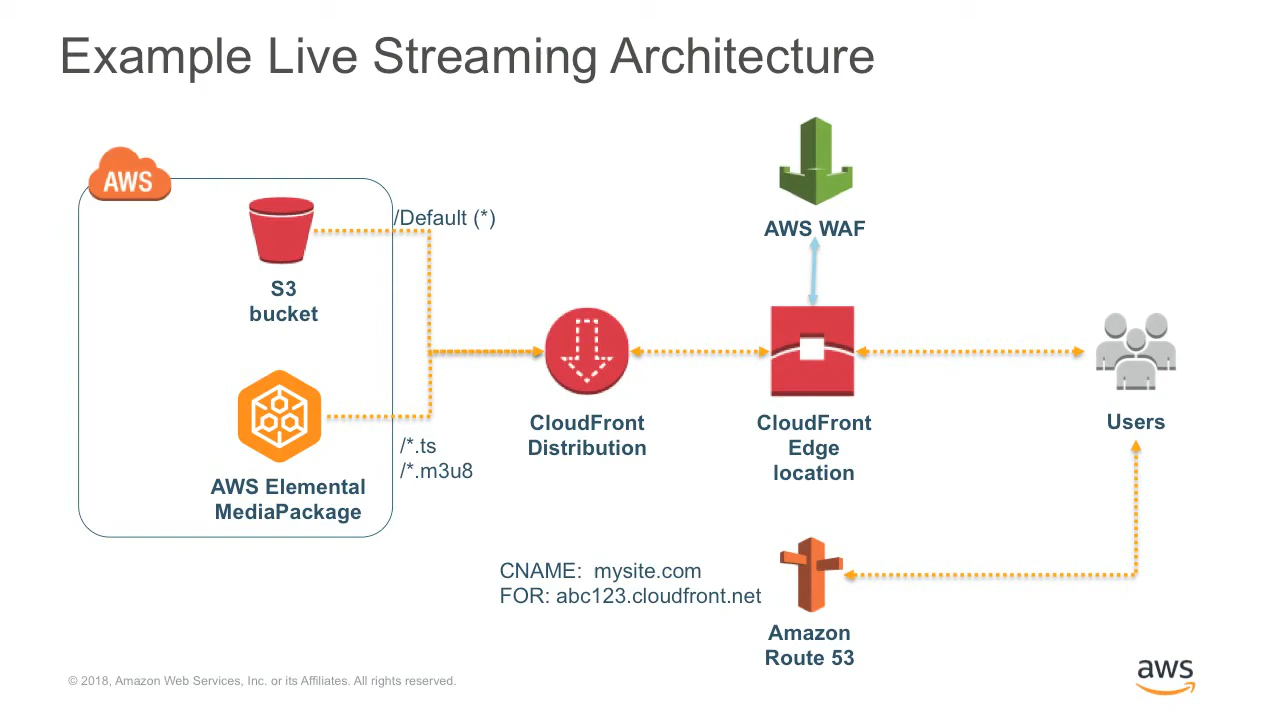 Example Live Streaming Architecture
AWS
S3
bucket
/Default (*)
AWS Elemental
MediaPackage
/*.ts
/*.m3u8
CloudFront
Distribution
AWS WAF
CloudFront
Edge
location
Users
CNAME:  mysite.com
FOR: abc123.cloudfront.net
Amazon
Route 53
© 2018, Amazon Web Services, Inc. or its Affiliates. All rights reserved.
aws